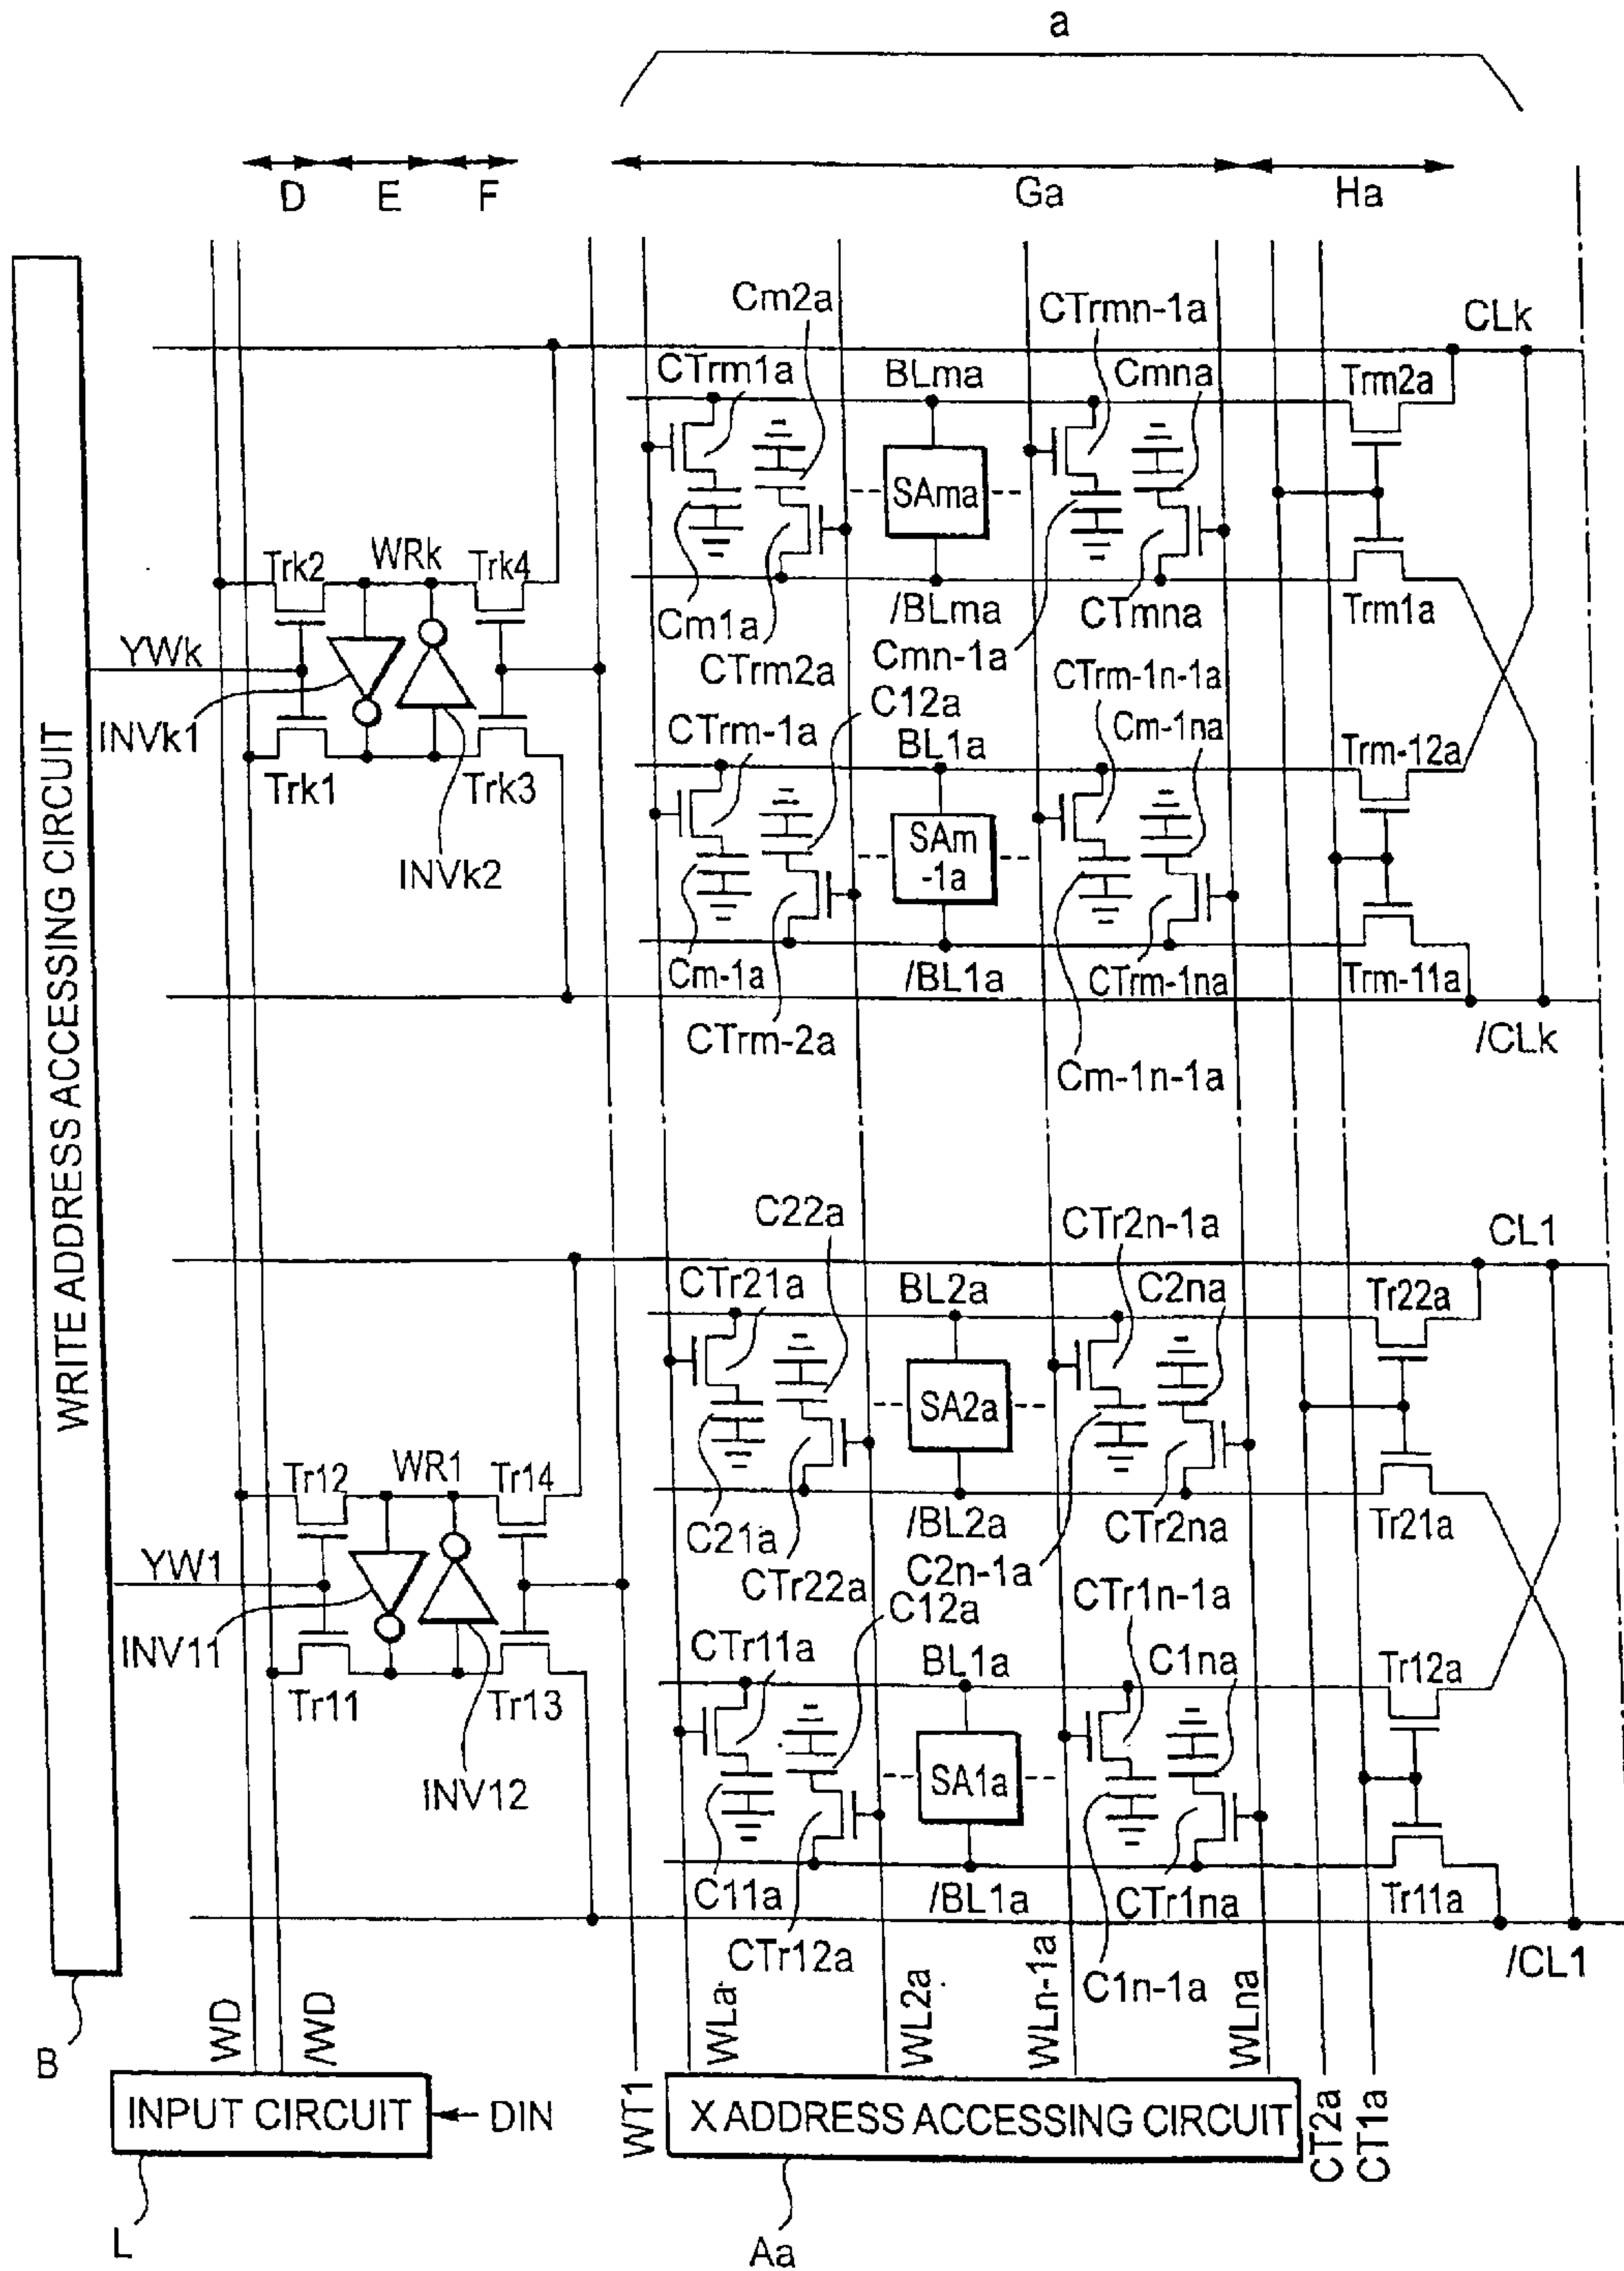 a
D
E
F
Ga
Ha
Cm2a
CTrmn-1a
CLk
CTrm1a
BLma
Cmna
Trm2a
SAma
Trk2
WRk
Trk4
Cm1a
/BLma
CTmna
Trm1a
YWk
CTrm2a
Cmn-1a
CTrm-1n-1a
INVk1
CTrm-1a
C12a
BL1a
Cm-1na
Trm-12a
Trk1
Trk3
SAm
-1a
INVk2
Cm-1a
/BL1a
CTrm-1na
Trm-11a
CTrm-2a
/CLk
Cm-1n-1a
WRITE ADDRESS ACCESSING CIRCUIT
C22a
CTr2n-1a
CL1
CTr21a
BL2a
C2na
Tr22a
SA2a
Tr12
WR1
Tr14
C21a
/BL2a
CTr2na
Tr21a
YW1
CTr22a
C2n-1a
CTr1n-1a
INV11
CTr11a
C12a
BL1a
C1na
Tr12a
Tr11
Tr13
SA1a
INV12
C11a
/BL1a
CTr1na
Tr11a
CTr12a
C1n-1a
/CL1
B
WD
/WD
WT1
WLa
WL2a
WLn-1a
WLna
CT2a
CT1a
INPUT CIRCUIT
DIN
X ADDRESS ACCESSING CIRCUIT
L
Aa